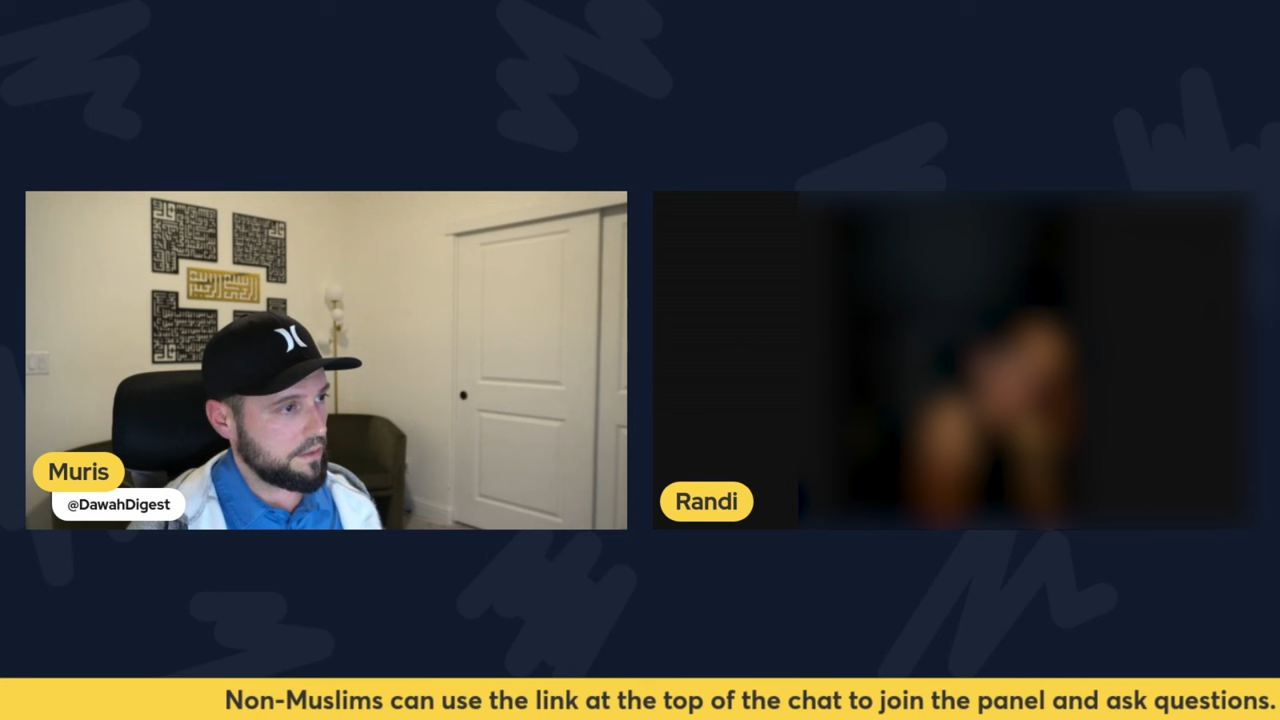 Muris
@DawahDigest
Randi
Non-Muslims can use the link at the top of the chat to join the panel and ask questions.